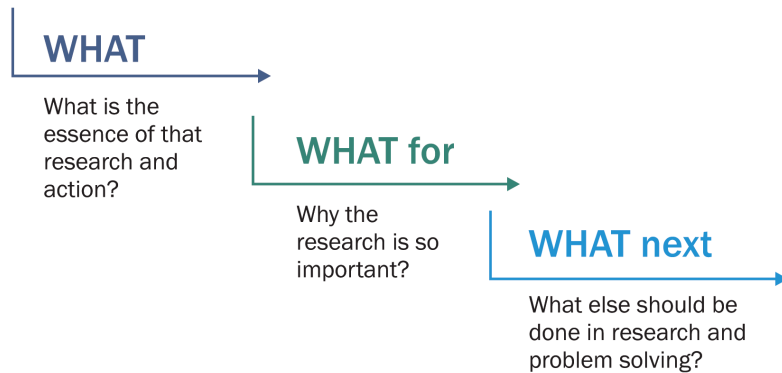 WHAT
What is the
essence of that
research and
action?
WHAT for
Why the
research is so
important?
WHAT next
What else should be
done in research and
problem solving?